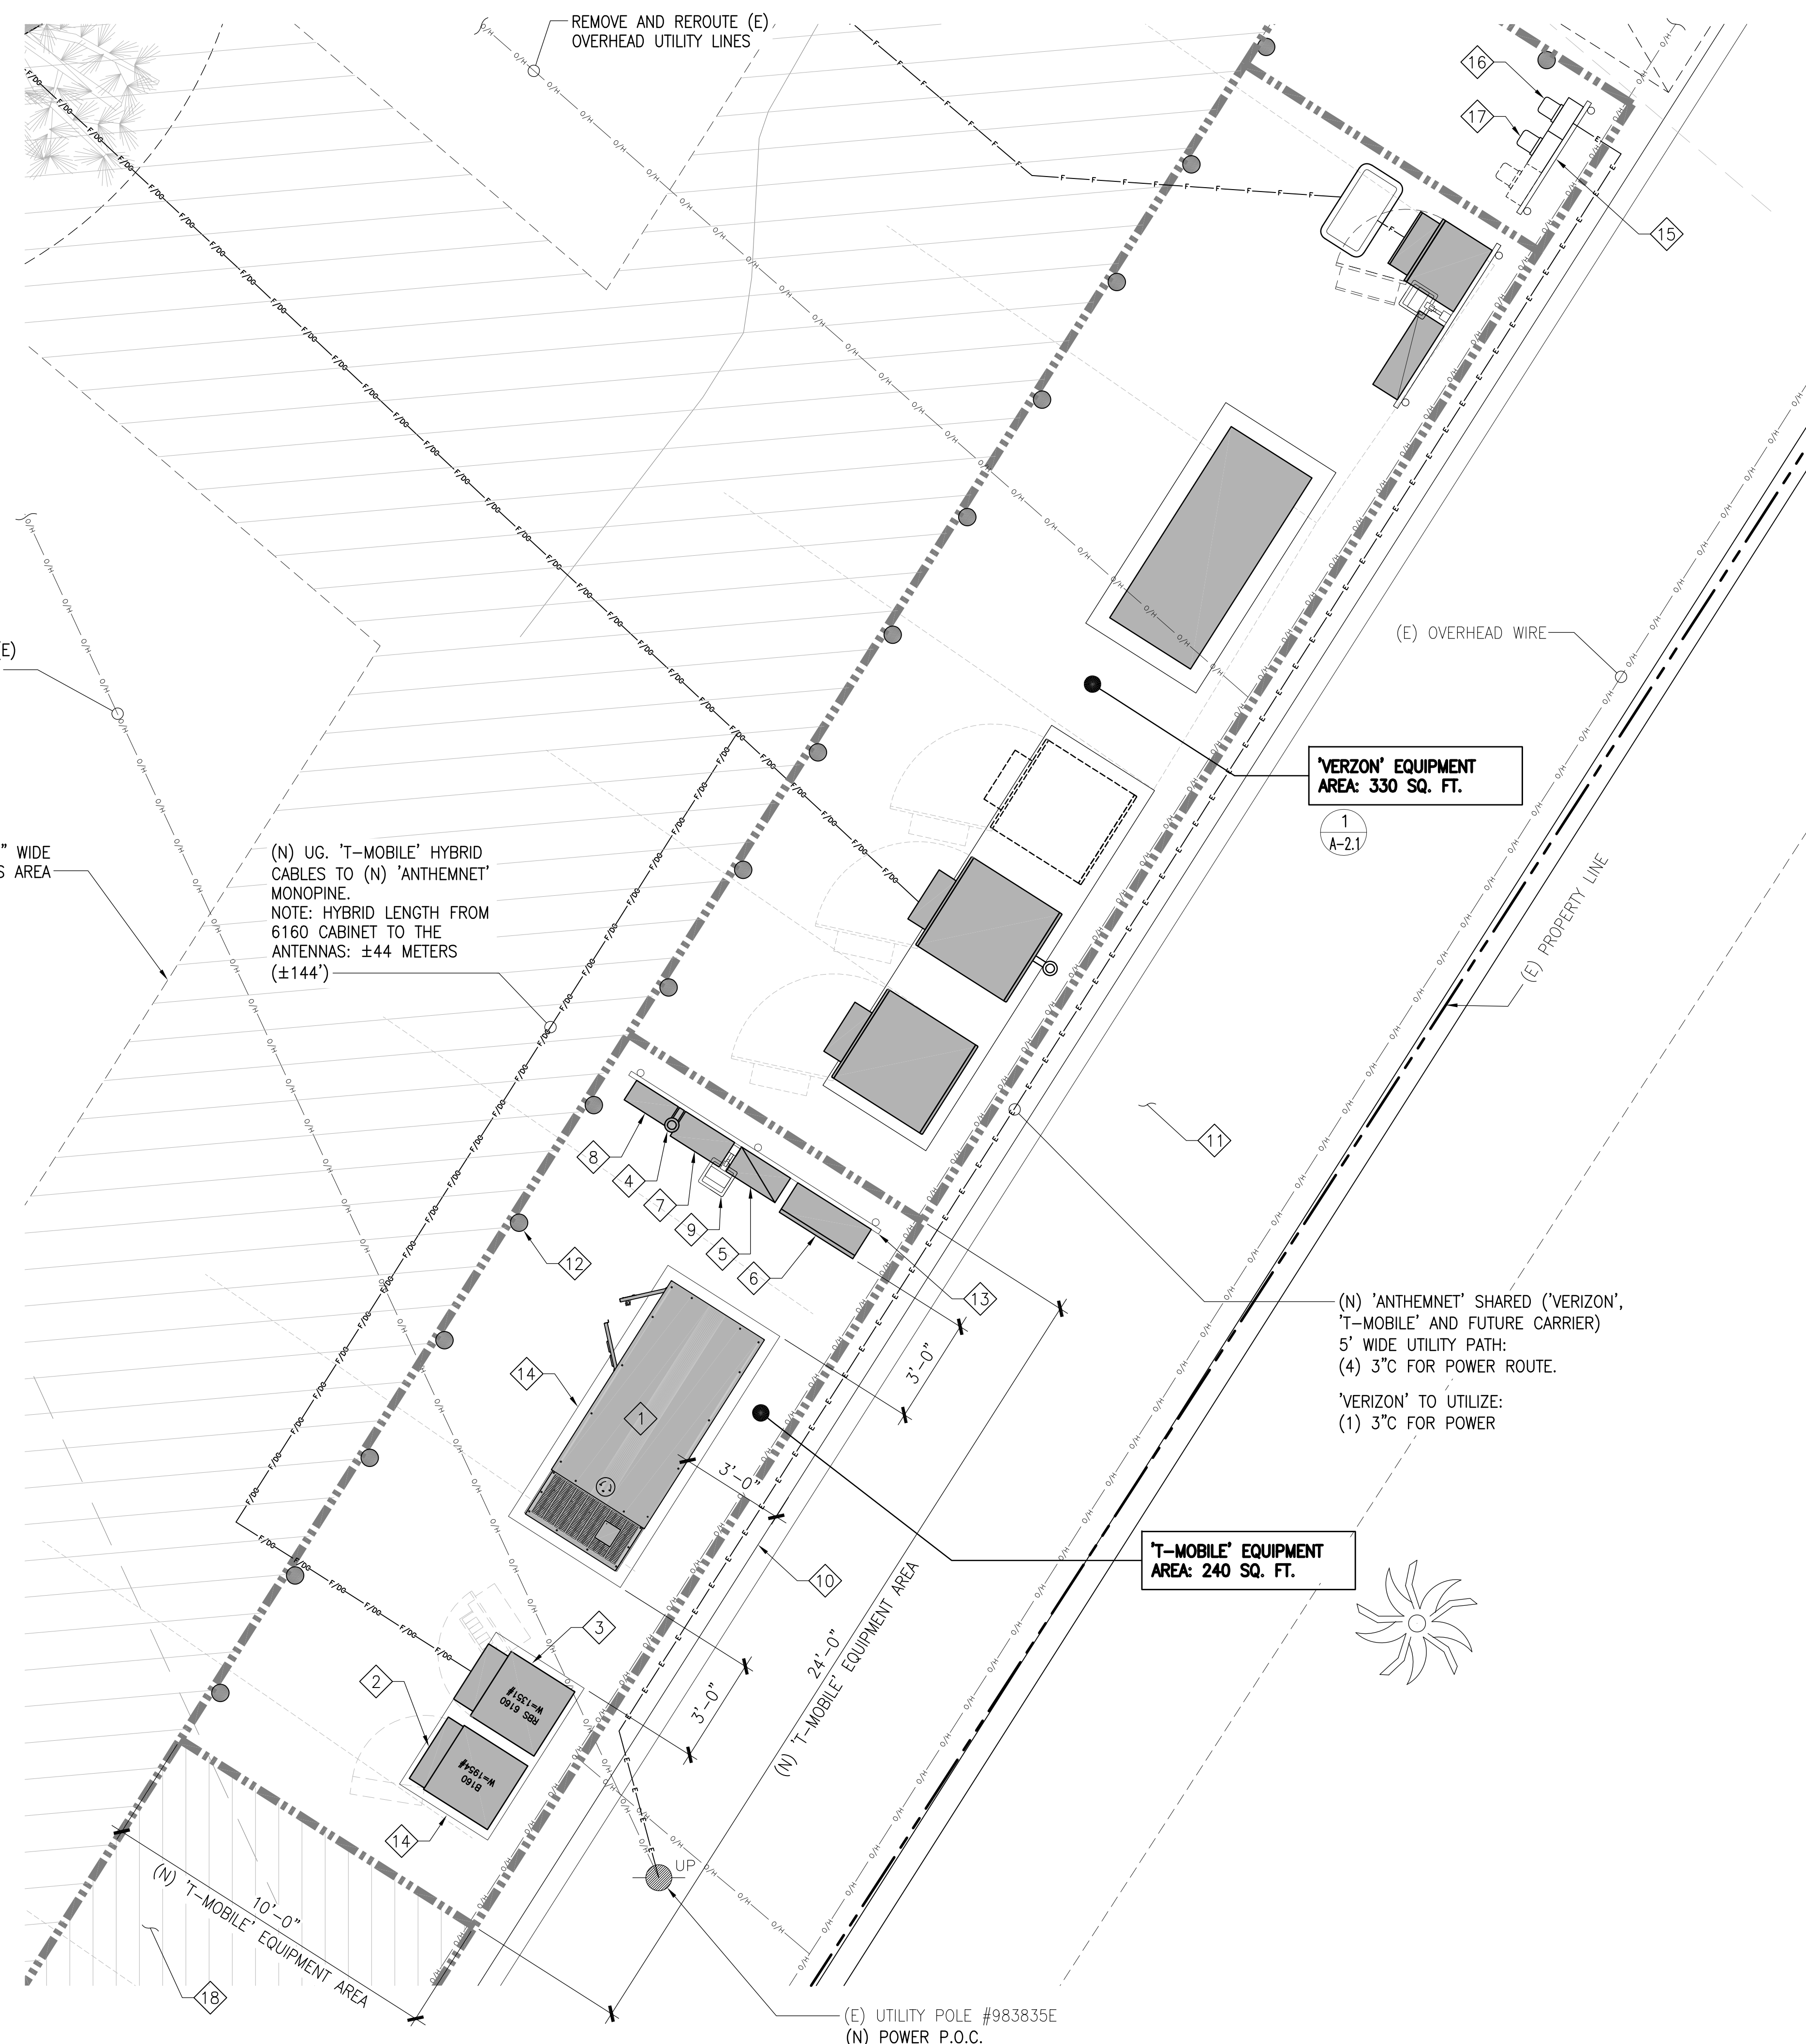 REMOVE AND REROUTE (E)
OVERHEAD UTILITY LINES
16
17
15
(E) OVERHEAD WIRE
(E)
'VERZON' EQUIPMENT
AREA: 330 SQ. FT.
1
A-2.1
" WIDE
S AREA
(N) UG. 'T-MOBILE' HYBRID
CABLES TO (N) 'ANTHEMNET'
MONOPINE.
NOTE: HYBRID LENGTH FROM
6160 CABINET TO THE
ANTENNAS: ±44 METERS
(±144')
(E) PROPERTY LINE
11
8
4
7
9
5
6
12
13
(N) 'ANTHEMNET' SHARED ('VERIZON',
'T-MOBILE' AND FUTURE CARRIER)
5' WIDE UTILITY PATH:
(4) 3"C FOR POWER ROUTE.
'VERIZON' TO UTILIZE:
(1) 3"C FOR POWER
14
1
3'-0"
3'-0"
'T-MOBILE' EQUIPMENT
AREA: 240 SQ. FT.
10
24'-0"
(N) 'T-MOBILE' EQUIPMENT AREA
3
2
RBS 6160
W=1351#
B160
W=1954#
3'-0"
14
UP
10'-0"
(N) 'T-MOBILE' EQUIPMENT AREA
18
(E) UTILITY POLE #983835E
(N) POWER P.O.C.
F
F/DO
O/H
E